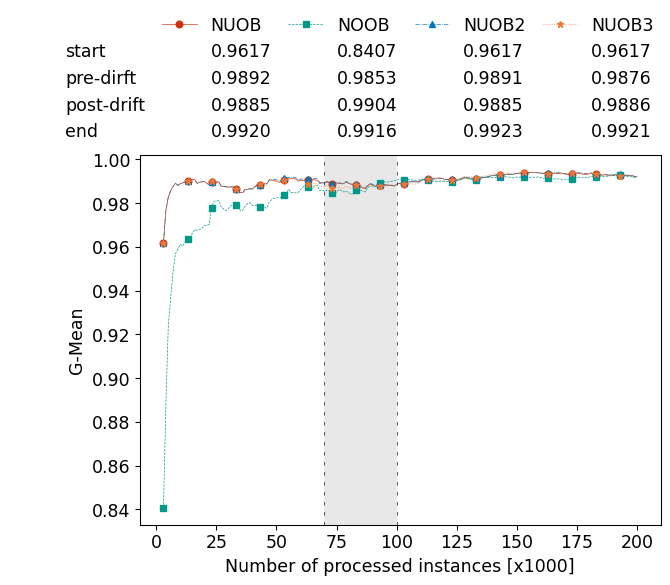 NUOB NOOB NUOB2 NUOB3
start 0.9617 0.8407 0.9617 0.9617
pre-dirft 0.9892 0.9853 0.9891 0.9876
post-drift 0.9885 0.9904 0.9885 0.9886
end 0.9920 0.9916 0.9923 0.9921
1.00
0.98
0.96
0.94
0.92
0.90
0.88
0.86
0.84
G-Mean
0 25 50 75 100 125 150 175 200
Number of processed instances [x1000]